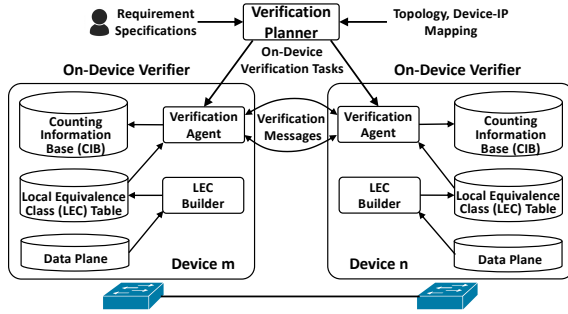 Requirement
Specifications
Verification
Planner
Topology, Device-IP
Mapping
On-Device
Verification Tasks
On-Device Verifier
On-Device Verifier
Counting
Information
Base (CIB)
Verification
Agent
Verification
Messages
Verification
Agent
Counting
Information
Base (CIB)
Local Equivalence
Class (LEC) Table
LEC
Builder
LEC
Builder
Local Equivalence
Class (LEC) Table
Data Plane
Device m
Device n
Data Plane